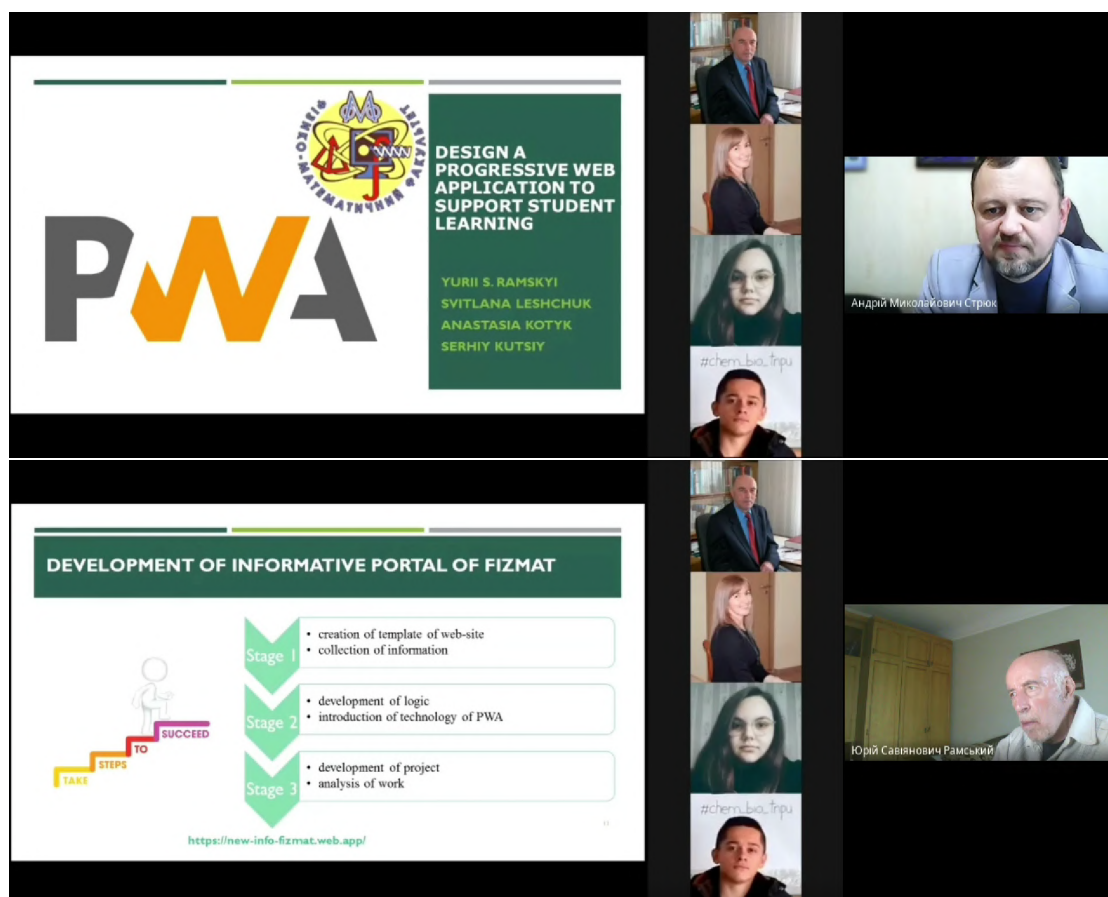 ФІЗИКО-МАТЕМАТИЧНИЙ ФАКУЛЬТЕТ
PWA
DESIGN A
PROGRESSIVE WEB
APPLICATION TO
SUPPORT STUDENT
LEARNING
YURII S. RAMSKYI
SVITLANA LESHCHUK
ANASTASIA KOTYK
SERHIY KUTSIY
#chem_bio_tnpu
Андрій Миколайович Стрюк
DEVELOPMENT OF INFORMATIVE PORTAL OF FIZMAT
Stage 1
• creation of template of web-site
• collection of information
Stage 2
• development of logic
• introduction of technology of PWA
Stage 3
• development of project
• analysis of work
TAKE
STEPS
TO
SUCCEED
https://new-info-fizmat.web.app/
#chem_bio_tnpu
Юрій Савіянович Рамський